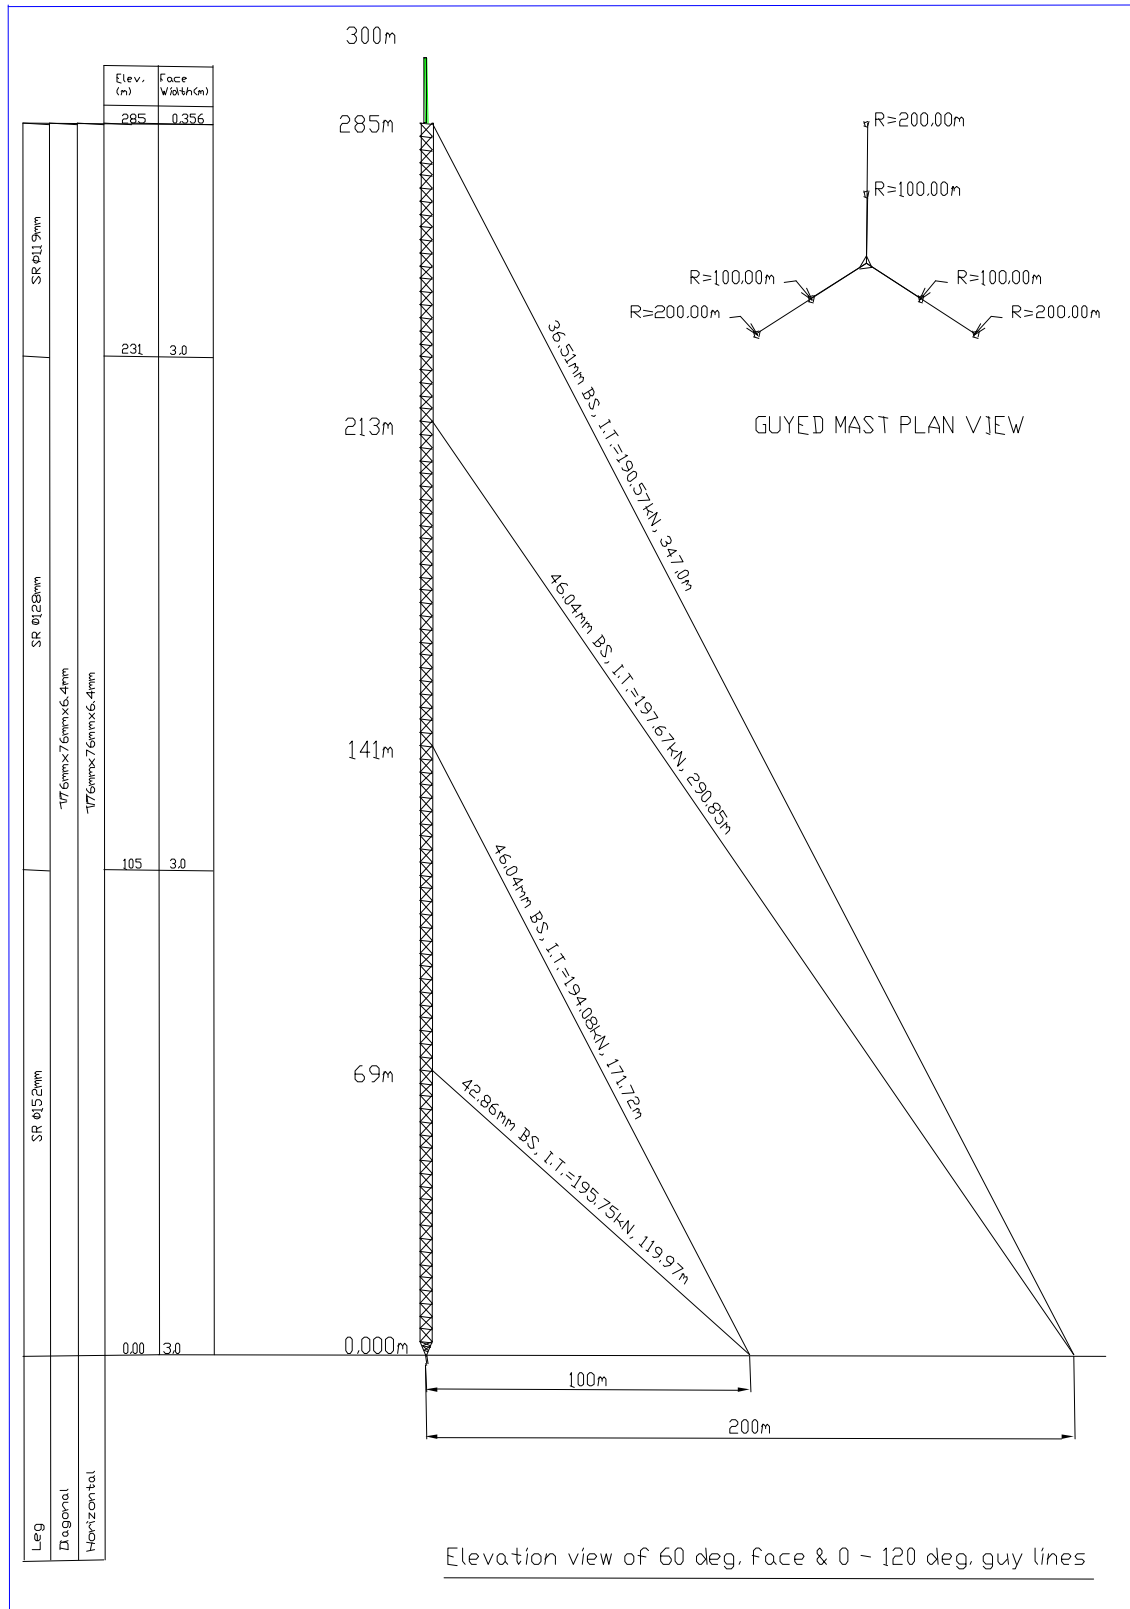 300m
Elev. (m)
Face Width(m)
285 0.356
285m
SR Φ119mm
231 3.0
213m
SR Φ128mm
7/76mmx76mmx6.4mm
7/76mmx76mmx6.4mm
141m
105 3.0
69m
SR Φ152mm
0.00 3.0
0.000m
Leg
Diagonal
Horizontal
36.51mm BS, I.T.=190.57kN, 347.0m
46.04mm BS, I.T.=197.67kN, 290.85m
46.04mm BS, I.T.=194.08kN, 171.72m
42.86mm BS, I.T.=195.75kN, 119.97m
100m
200m
R=200.00m
R=100.00m
R=100.00m
R=100.00m
R=200.00m
R=200.00m
GUYED MAST PLAN VIEW
Elevation view of 60 deg. face & 0 - 120 deg. guy lines